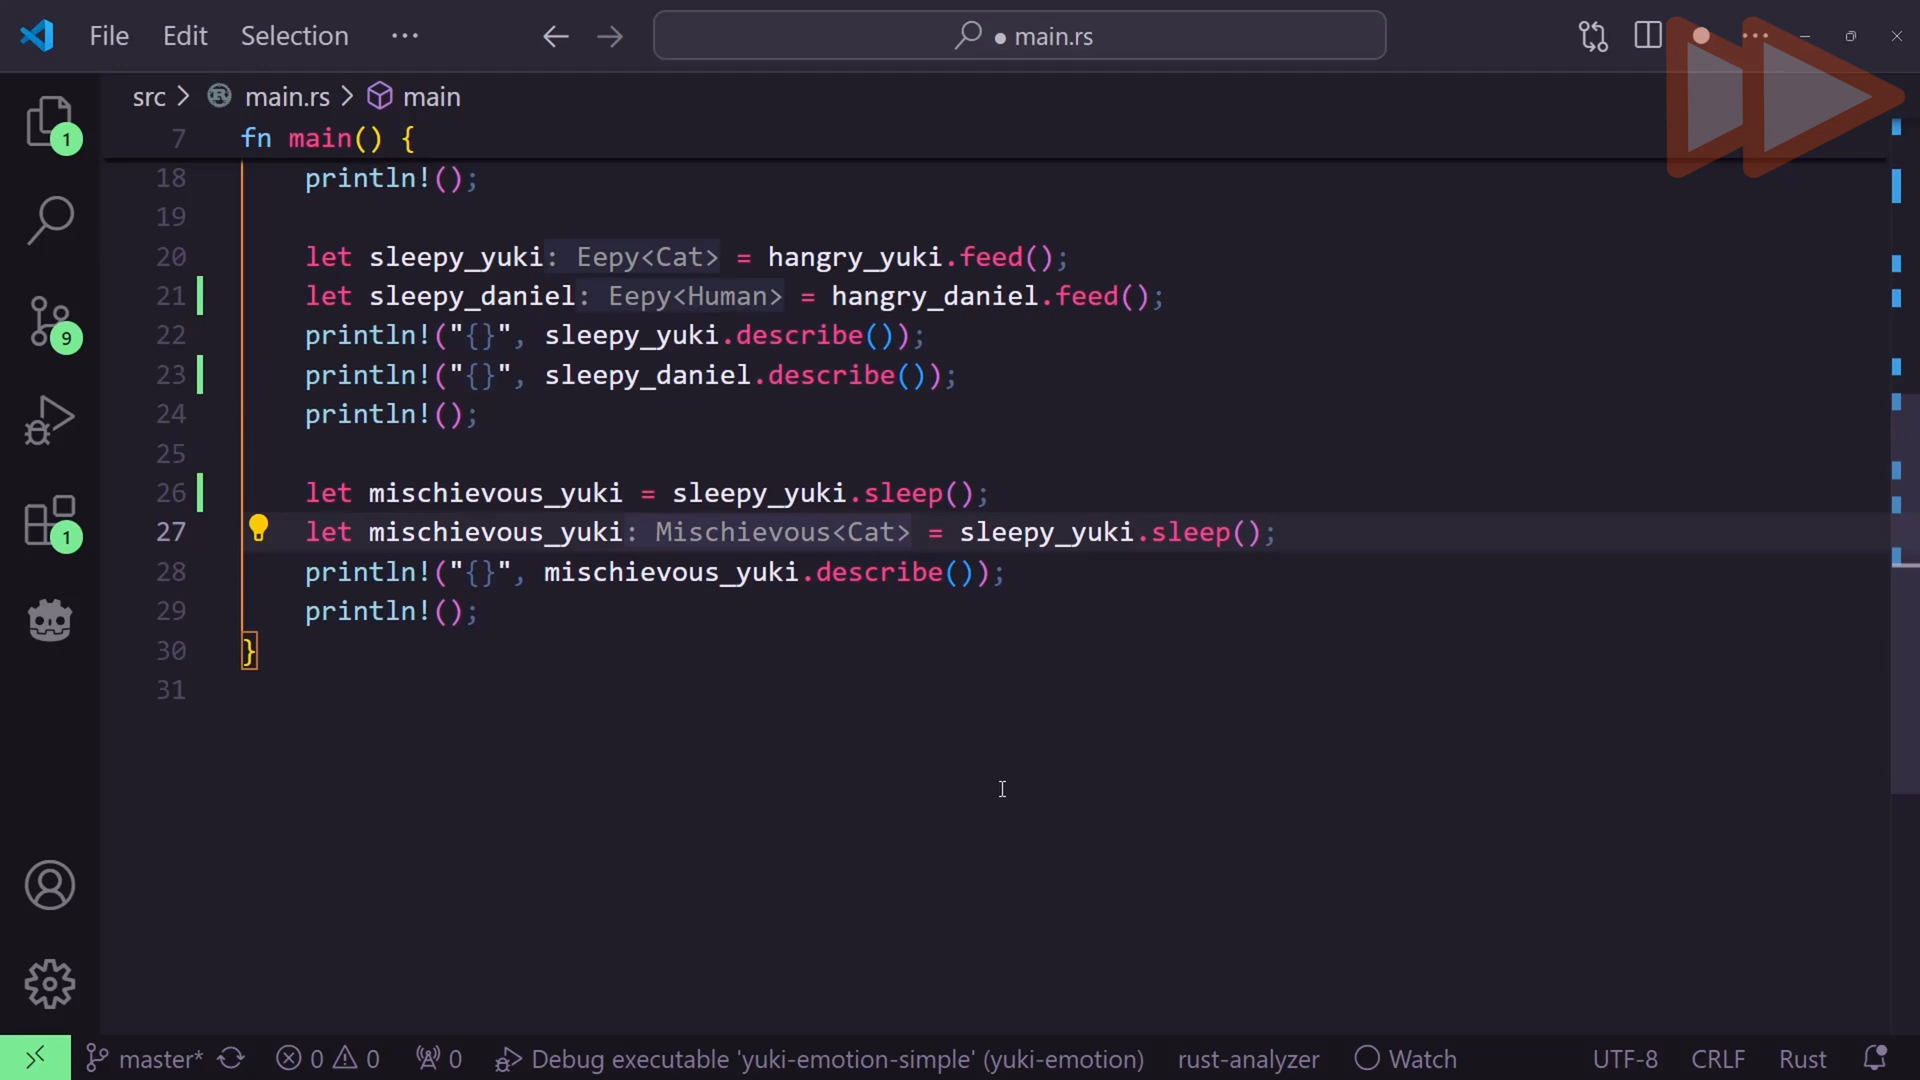 File Edit Selection ··· ● main.rs
src > main.rs > main
1
7 fn main() {
18 println!();
19
20 let sleepy_yuki: Eepy<Cat> = hangry_yuki.feed();
21 let sleepy_daniel: Eepy<Human> = hangry_daniel.feed();
22 println!("{}", sleepy_yuki.describe());
9
23 println!("{}", sleepy_daniel.describe());
24 println!();
25
26 let mischievous_yuki = sleepy_yuki.sleep();
27 let mischievous_yuki: Mischievous<Cat> = sleepy_yuki.sleep();
1
28 println!("{}", mischievous_yuki.describe());
29 println!();
30 }
31
master* 0 0 0 Debug executable 'yuki-emotion-simple' (yuki-emotion) rust-analyzer Watch UTF-8 CRLF Rust